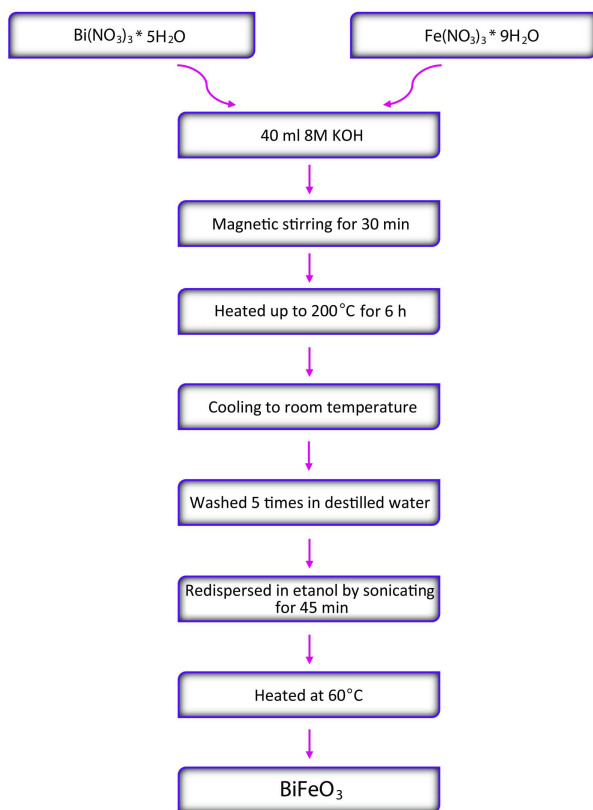 Bi(NO₃)₃ * 5H₂O
Fe(NO₃)₃ * 9H₂O
40 ml 8M KOH
Magnetic stirring for 30 min
Heated up to 200°C for 6 h
Cooling to room temperature
Washed 5 times in destilled water
Redispersed in etanol by sonicating
for 45 min
Heated at 60°C
BiFeO₃